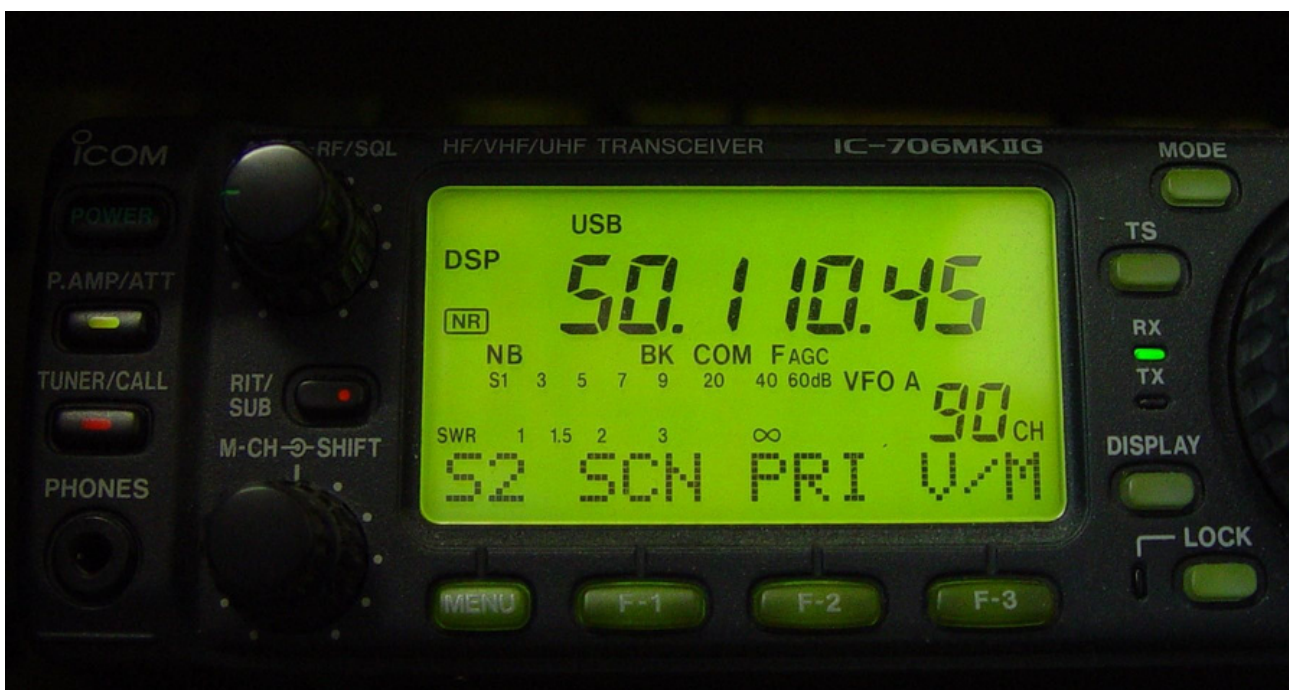 ICOM
POWER
P.AMP/ATT
TUNER/CALL
PHONES
RF/SQL
RIT/
SUB
M-CH SHIFT
HF/VHF/UHF TRANSCEIVER IC-706MKIIG
USB
DSP 50.110.45
NR
NB BK COM F AGC
S1 3 5 7 9 20 40 60dB VFO A
90 CH
SWR 1 1.5 2 3 ∞
S2 SCN PRI V/M
MENU F-1 F-2 F-3
MODE
TS
RX
TX
DISPLAY
LOCK